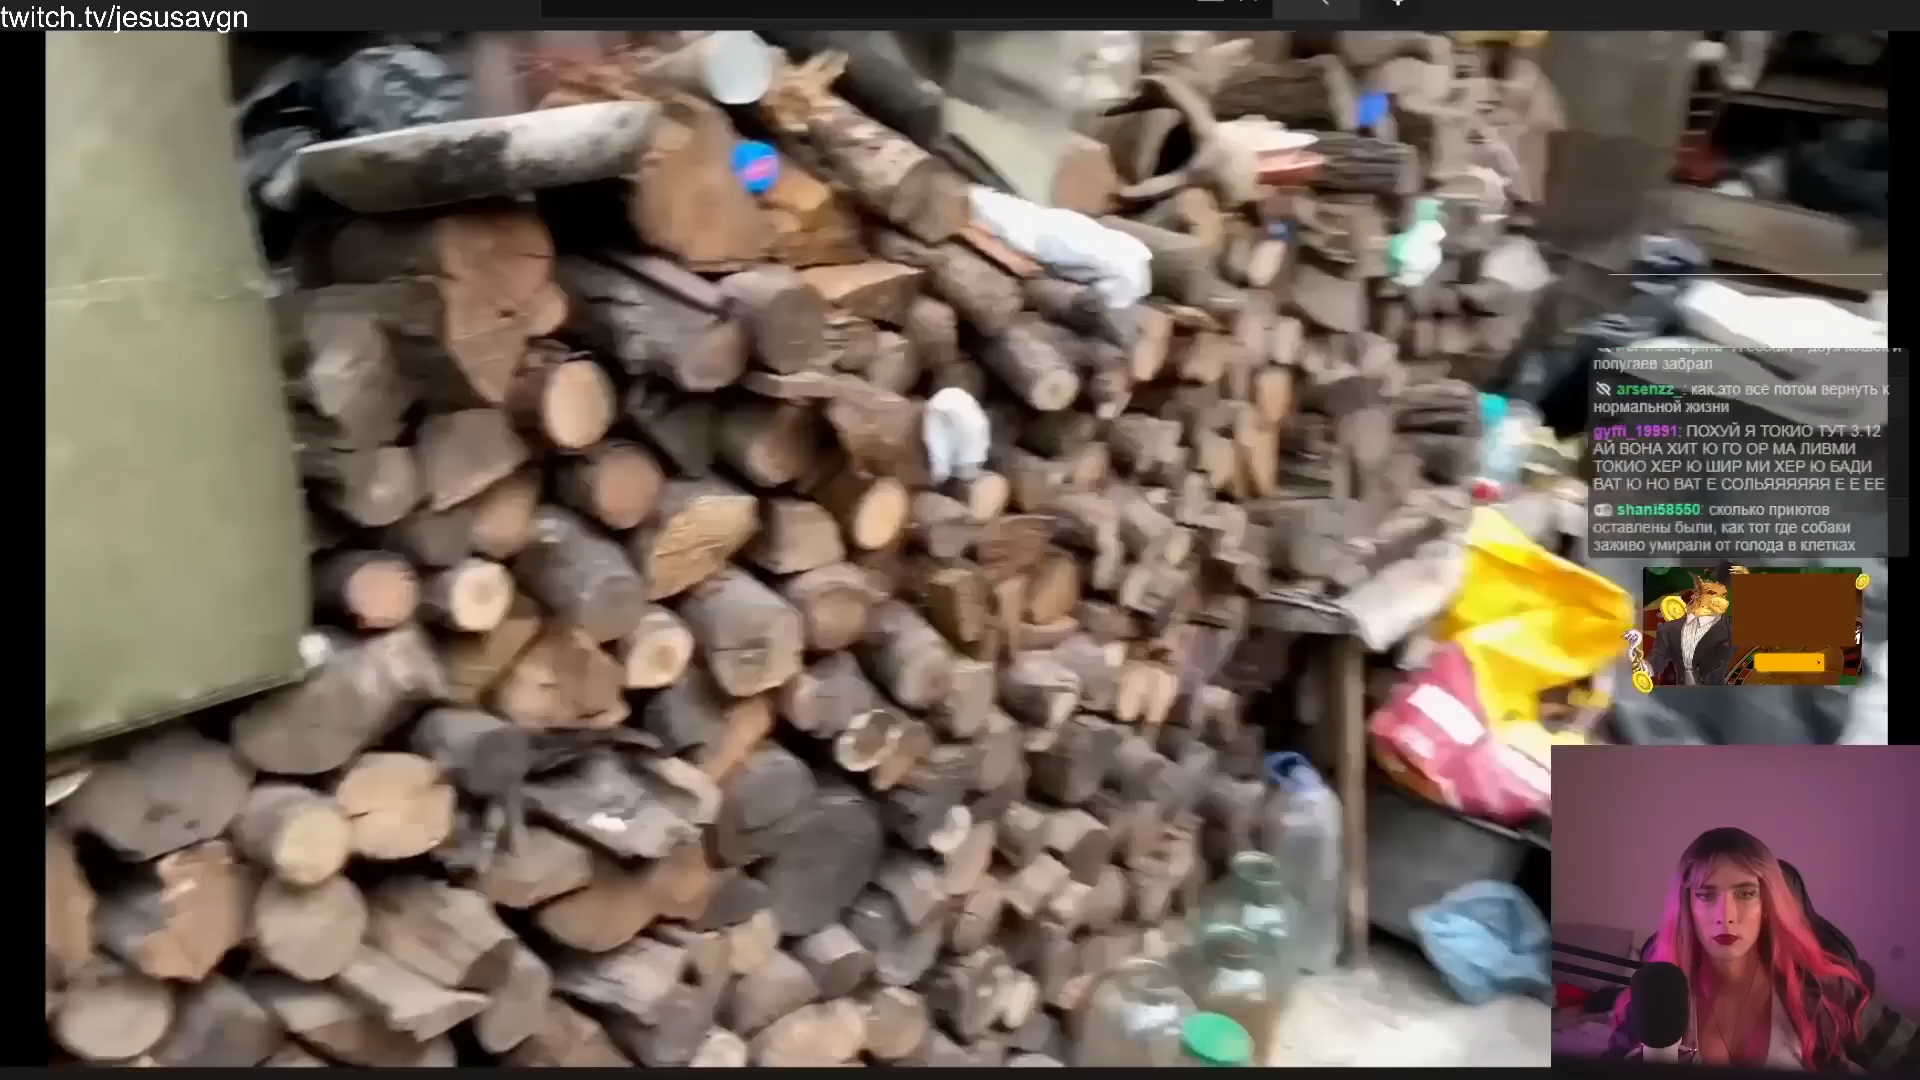 twitch.tv/jesusavgn
попугаев забрал
arsenzz_: как это всё потом вернуть к
нормальной жизни
gyffi_19991: ПОХУЙ Я ТОКИО ТУТ 3.12
АЙ ВОНА ХИТ Ю ГО ОР МА ЛИВМИ
ТОКИО ХЕР Ю ШИР МИ ХЕР Ю БАДИ
ВАТ Ю НО ВАТ Е СОЛЬЯЯЯЯЯЯ Е Е ЕЕ
shani58550: сколько приютов
оставлены были, как тот где собаки
заживо умирали от голода в клетках